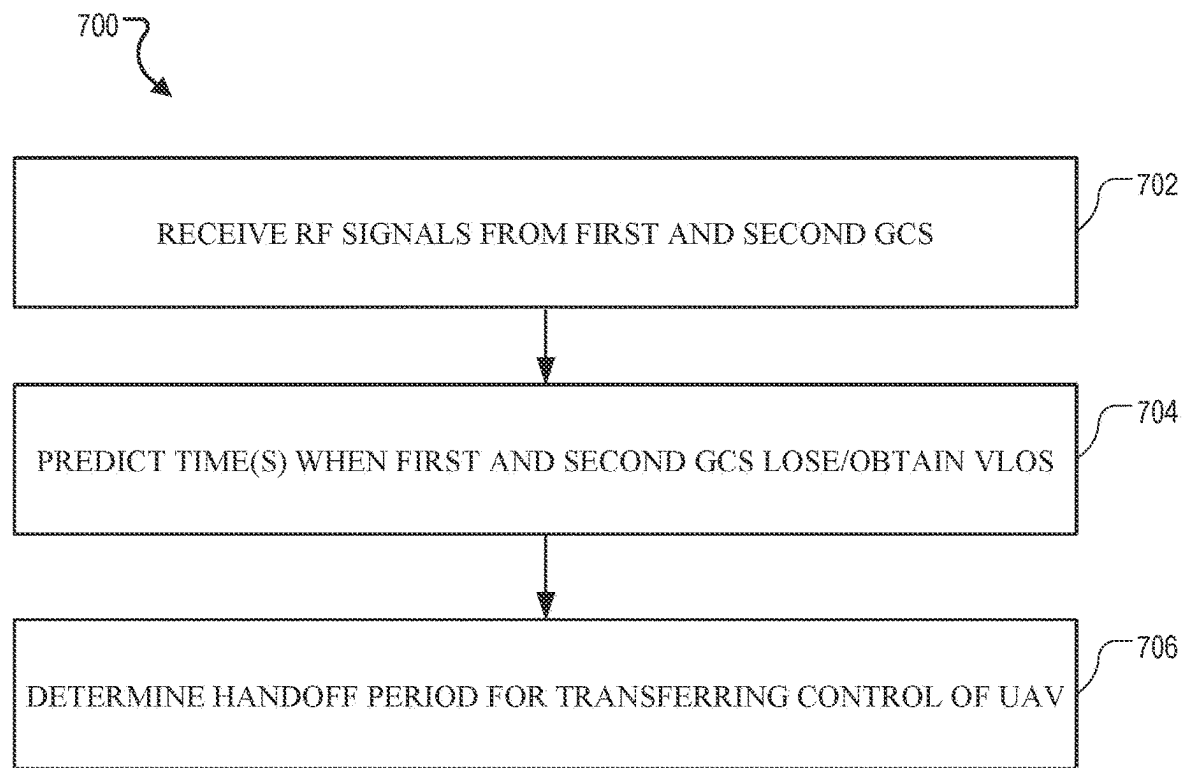 700
RECEIVE RF SIGNALS FROM FIRST AND SECOND GCS
702
PREDICT TIME(S) WHEN FIRST AND SECOND GCS LOSE/OBTAIN VLOS
704
DETERMINE HANDOFF PERIOD FOR TRANSFERRING CONTROL OF UAV
706